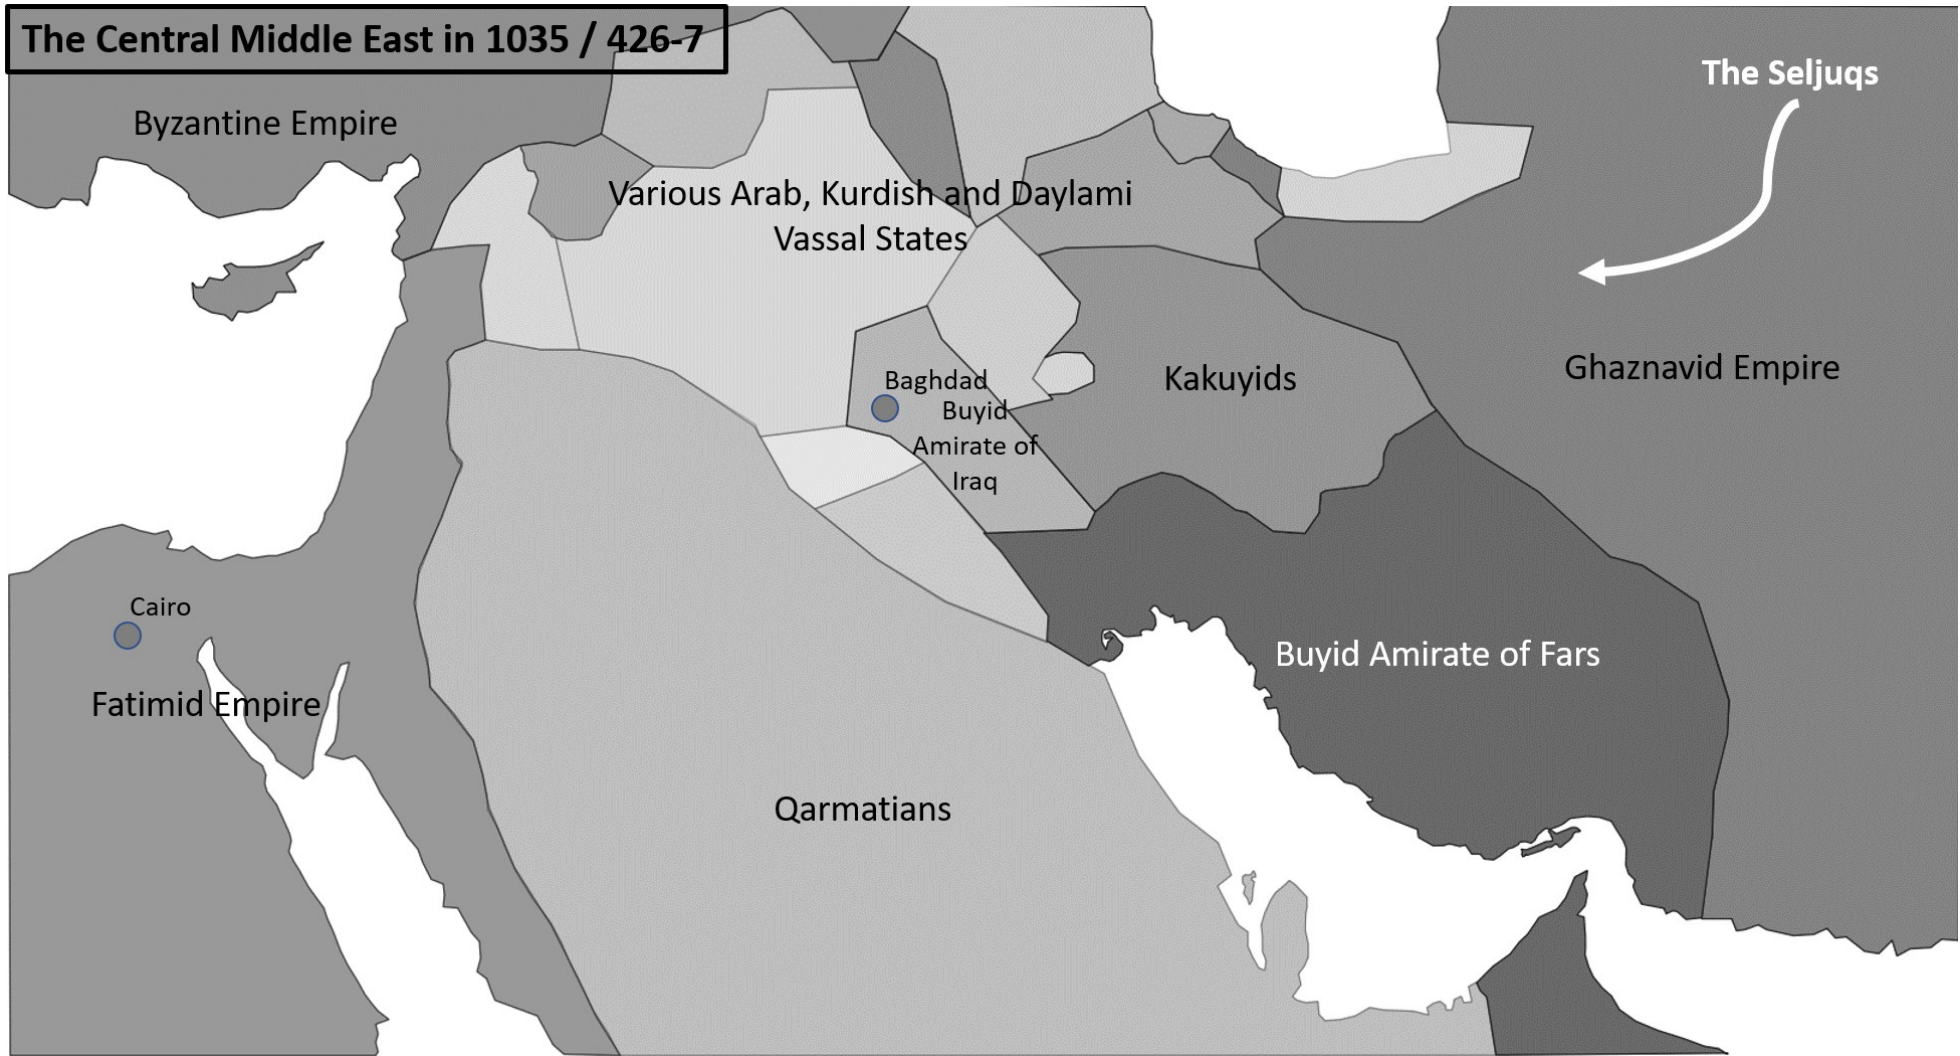 The Central Middle East in 1035 / 426-7
The Seljuqs
Byzantine Empire
Various Arab, Kurdish and Daylami
Vassal States
Ghaznavid Empire
Kakuyids
Baghdad
Buyid
Amirate of
Iraq
Cairo
Buyid Amirate of Fars
Fatimid Empire
Qarmatians